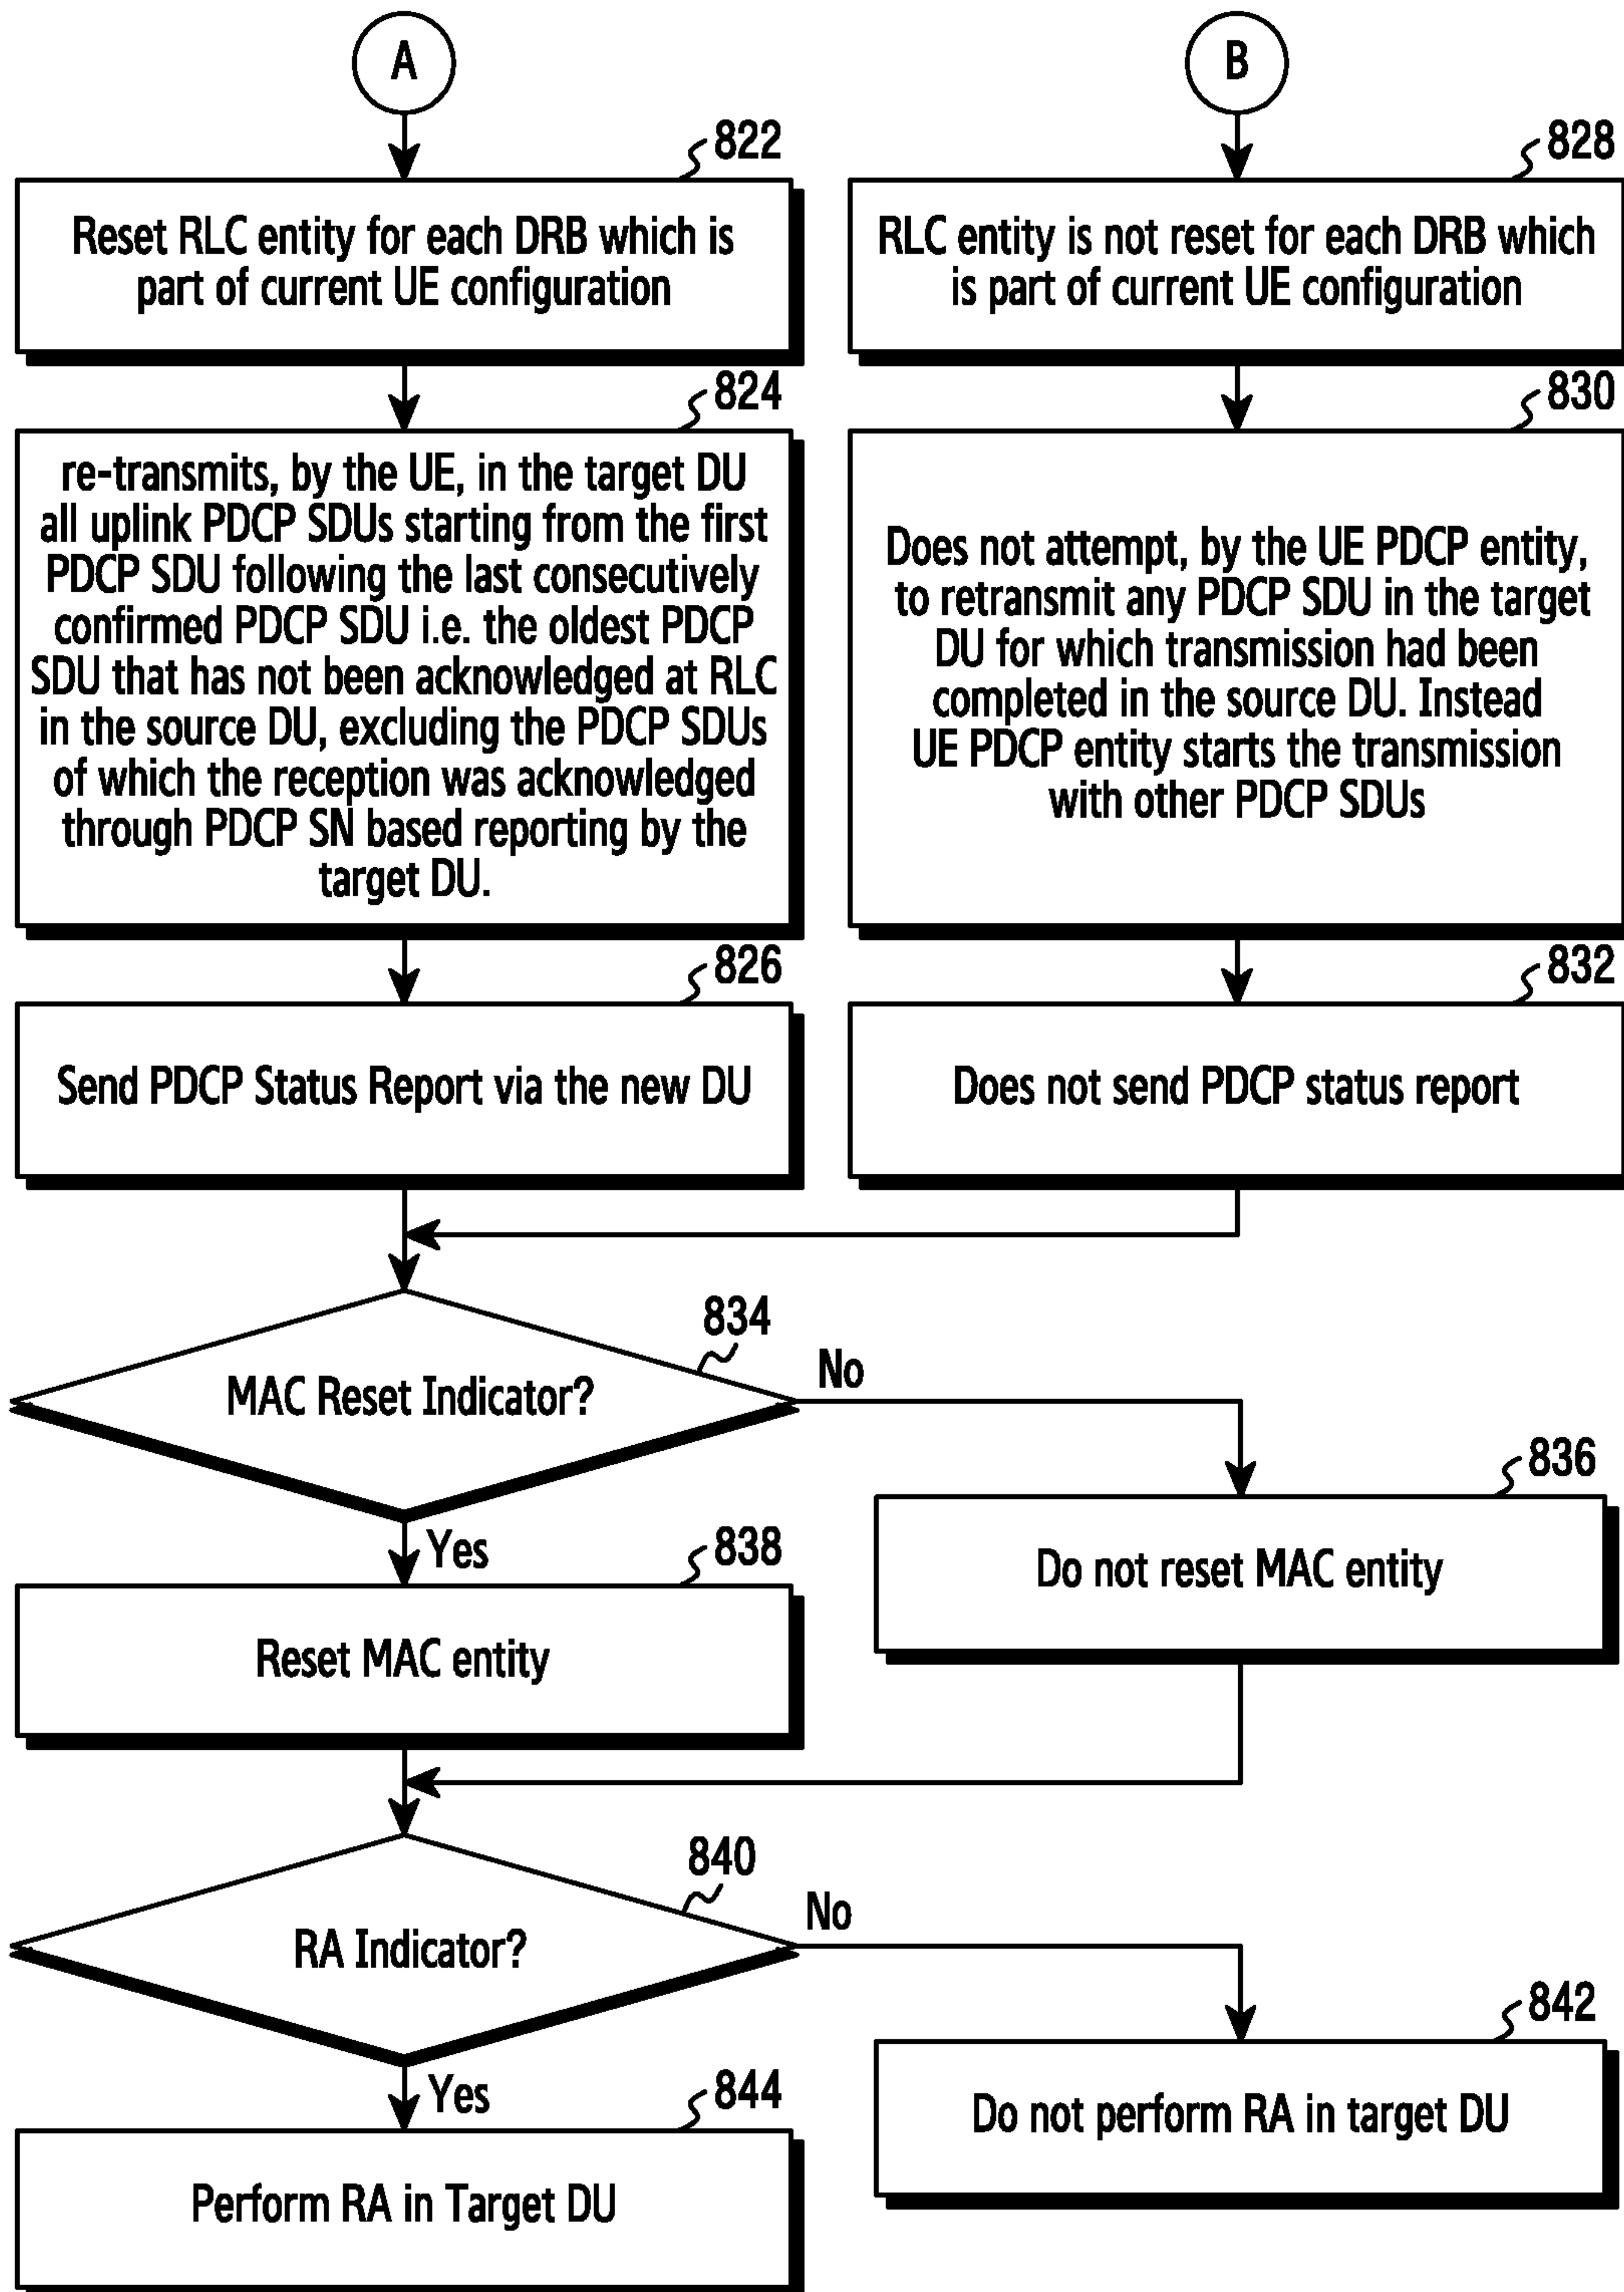 A
822
Reset RLC entity for each DRB which is
part of current UE configuration
824
re-transmits, by the UE, in the target DU
all uplink PDCP SDUs starting from the first
PDCP SDU following the last consecutively
confirmed PDCP SDU i.e. the oldest PDCP
SDU that has not been acknowledged at RLC
in the source DU, excluding the PDCP SDUs
of which the reception was acknowledged
through PDCP SN based reporting by the
target DU.
826
Send PDCP Status Report via the new DU
B
828
RLC entity is not reset for each DRB which
is part of current UE configuration
830
Does not attempt, by the UE PDCP entity,
to retransmit any PDCP SDU in the target
DU for which transmission had been
completed in the source DU. Instead
UE PDCP entity starts the transmission
with other PDCP SDUs
832
Does not send PDCP status report
834
MAC Reset Indicator?
No
836
Do not reset MAC entity
Yes
838
Reset MAC entity
840
RA Indicator?
No
842
Do not perform RA in target DU
Yes
844
Perform RA in Target DU